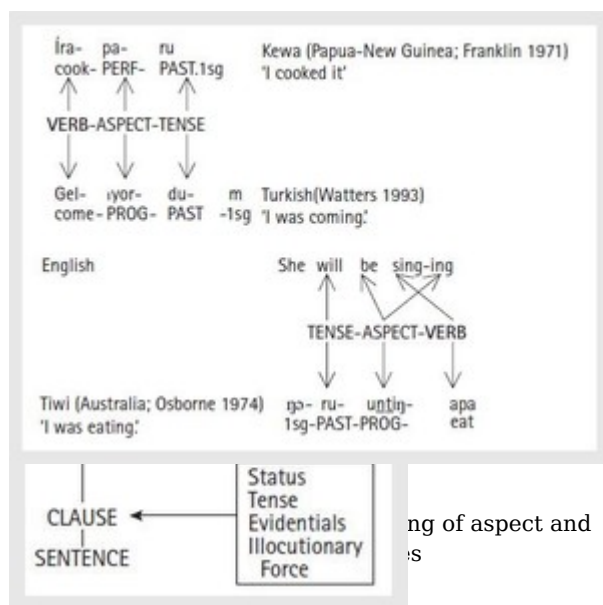 Íra- pa- ru Kewa (Papua-New Guinea; Franklin 1971)
cook- PERF- PAST.1sg 'I cooked it'
VERB-ASPECT-TENSE
Gel- ıyor- du- m Turkish(Watters 1993)
come- PROG- PAST -1sg 'I was coming.'
English She will be sing-ing
TENSE-ASPECT-VERB
Tiwi (Australia; Osborne 1974) ŋə- ru- untiŋ- apa
'I was eating.' 1sg-PAST-PROG- eat
Status
Tense
CLAUSE Evidentials
Illocutionary
SENTENCE Force
ng of aspect and